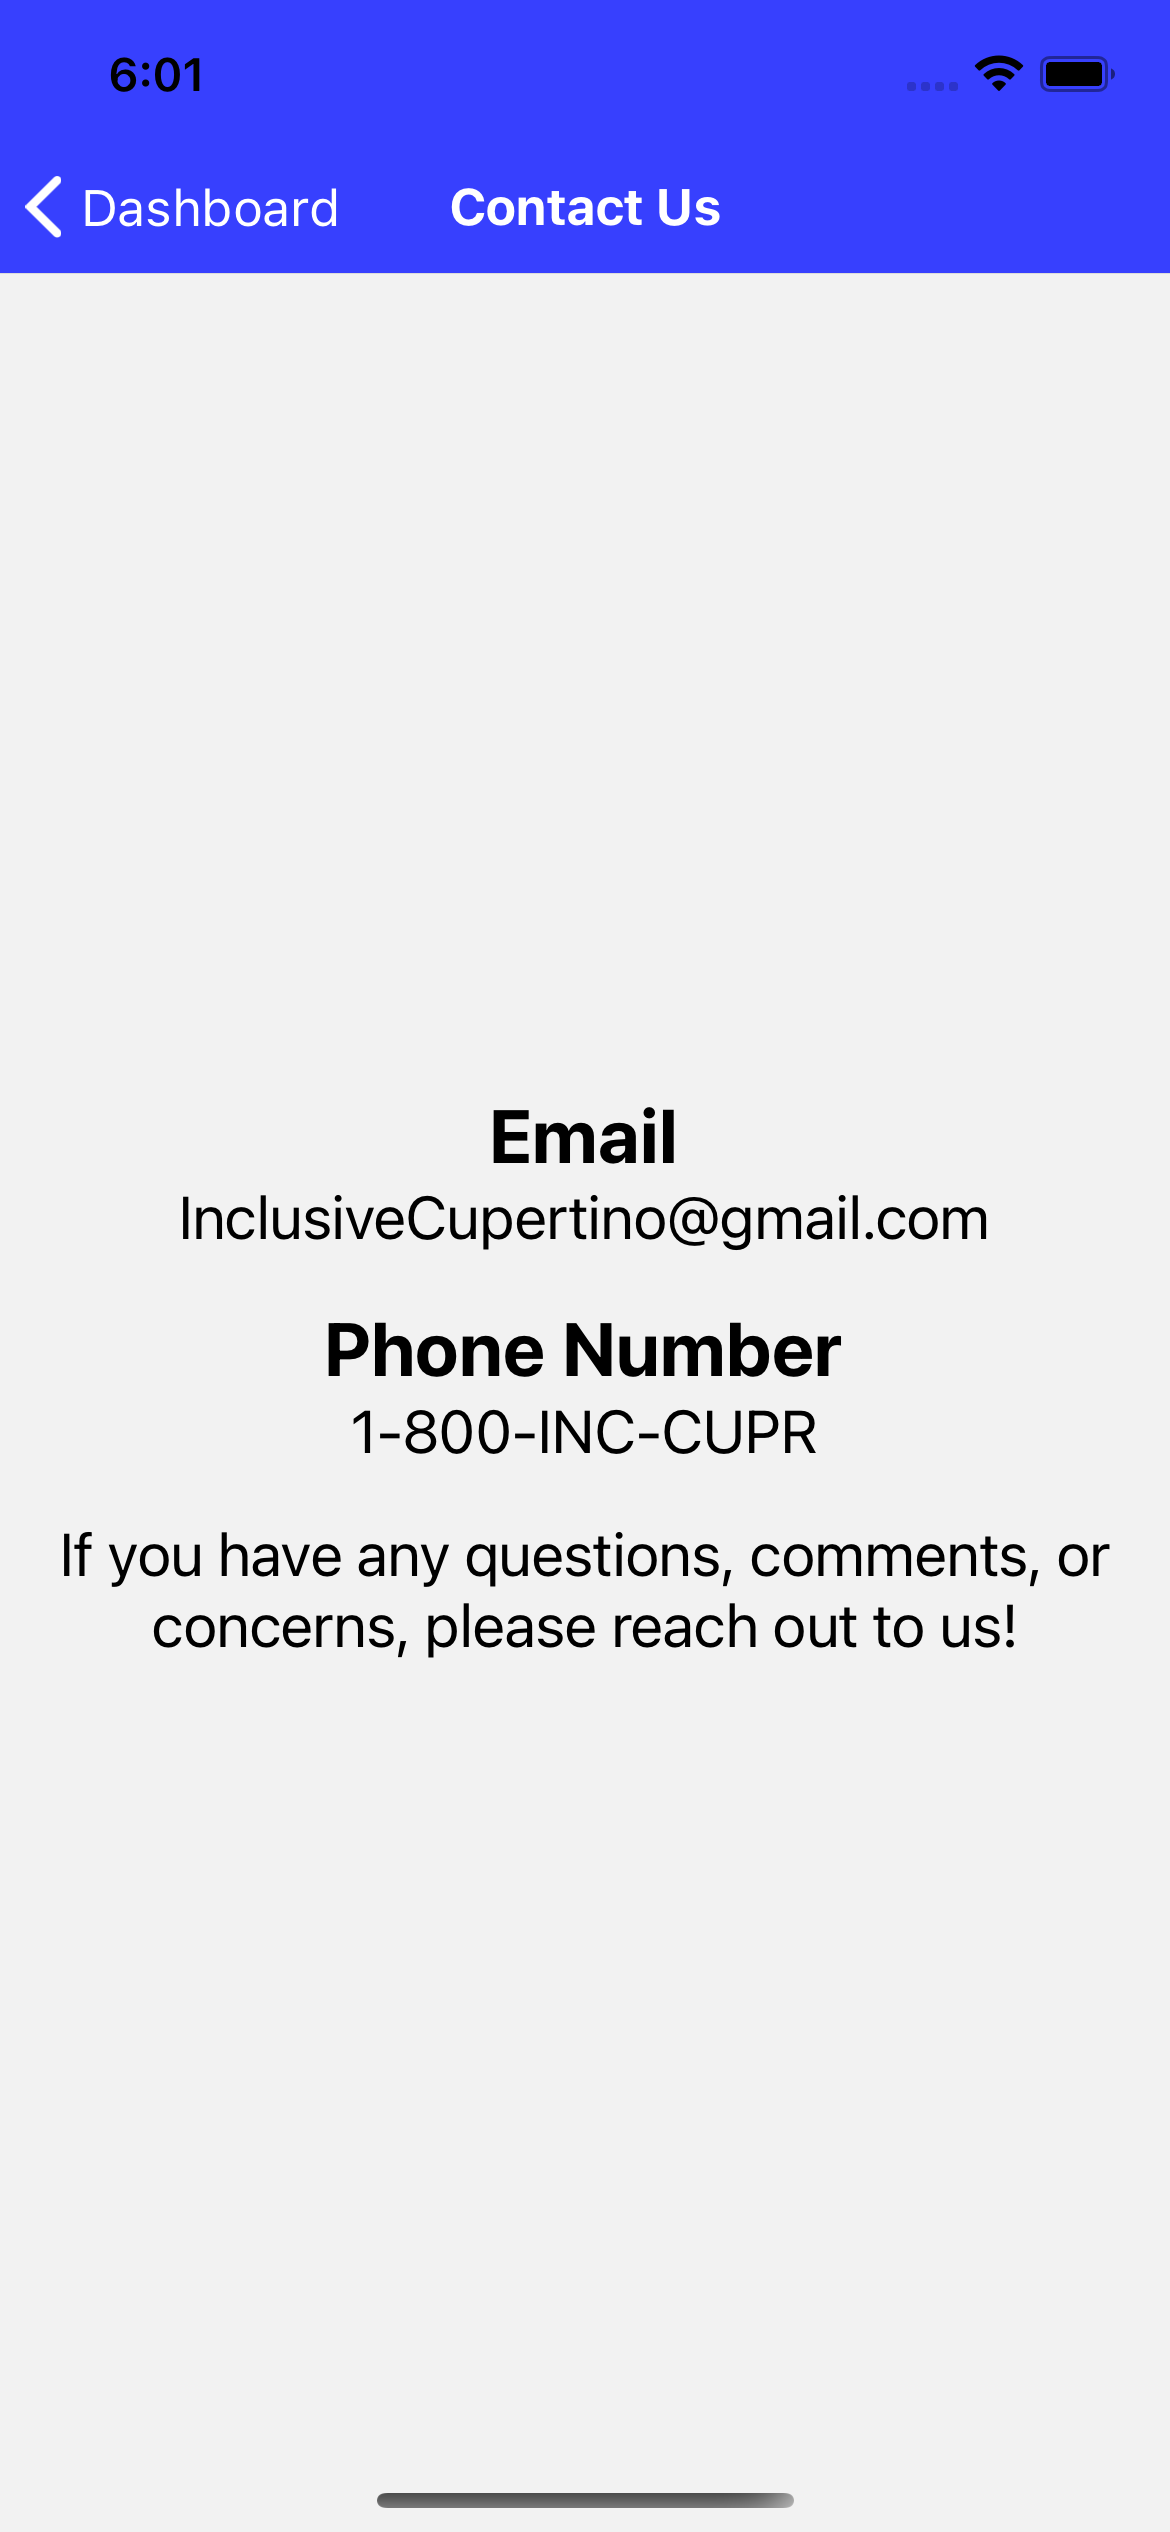 6:01
Dashboard Contact Us
Email
InclusiveCupertino@gmail.com
Phone Number
1-800-INC-CUPR
If you have any questions, comments, or
concerns, please reach out to us!